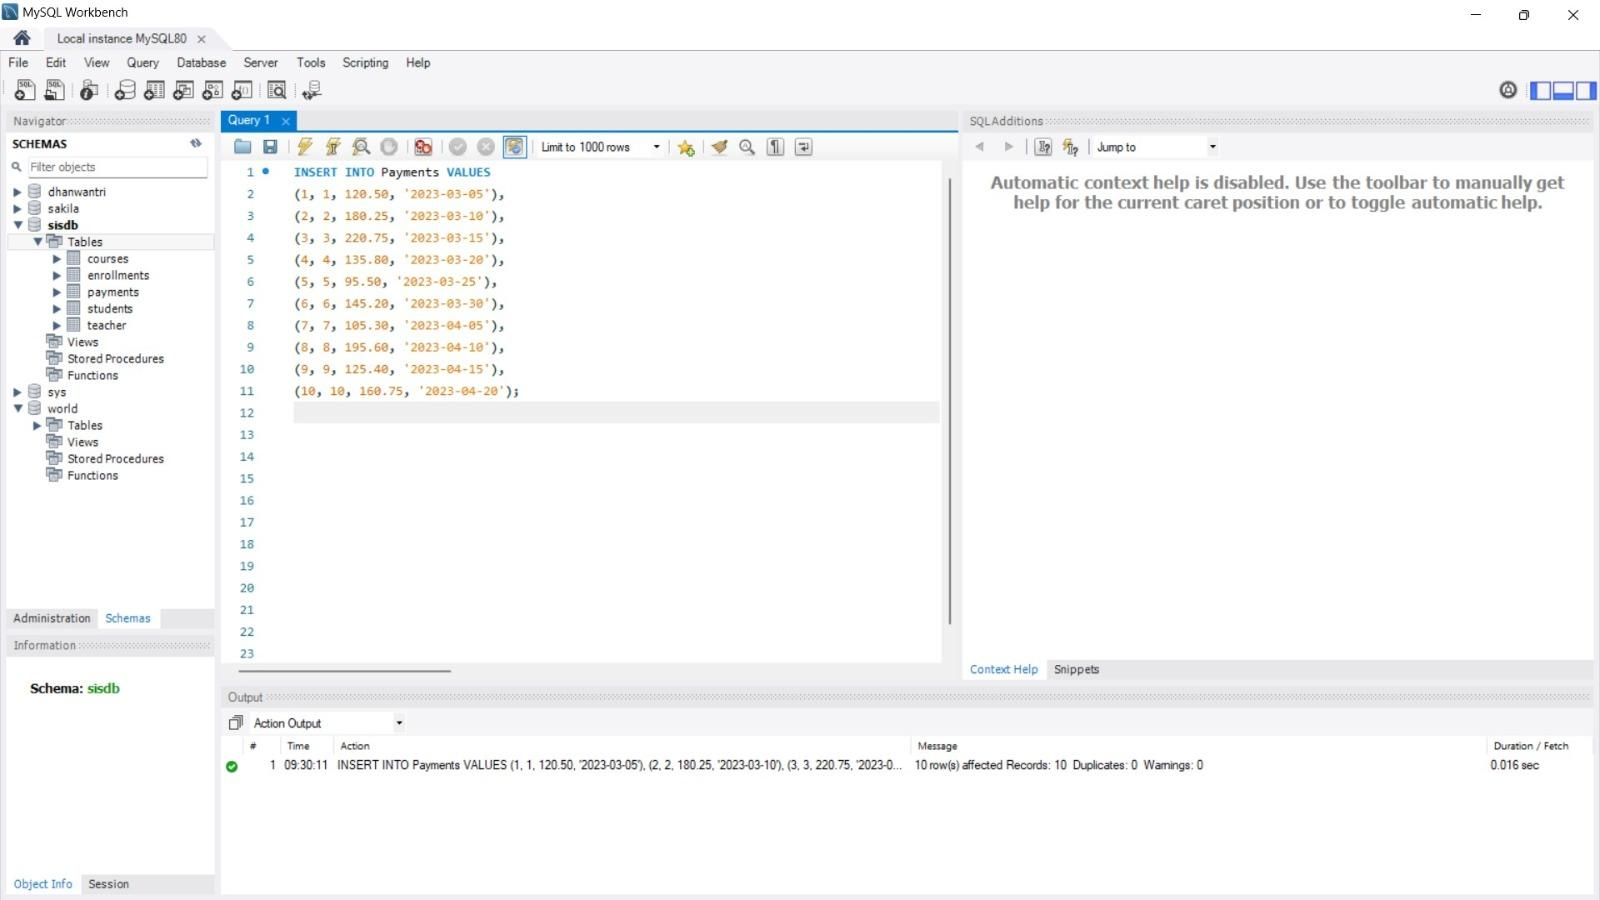 MySQL Workbench
Local instance MySQL80
File Edit View Query Database Server Tools Scripting Help
Navigator
SCHEMAS
Filter objects
dhanwantri
sakila
sisdb
Tables
courses
enrollments
payments
students
teacher
Views
Stored Procedures
Functions
sys
world
Tables
Views
Stored Procedures
Functions
Administration Schemas
Information
Schema: sisdb
Object Info Session
Query 1
Limit to 1000 rows
1 INSERT INTO Payments VALUES
2 (1, 1, 120.50, '2023-03-05'),
3 (2, 2, 180.25, '2023-03-10'),
4 (3, 3, 220.75, '2023-03-15'),
5 (4, 4, 135.80, '2023-03-20'),
6 (5, 5, 95.50, '2023-03-25'),
7 (6, 6, 145.20, '2023-03-30'),
8 (7, 7, 105.30, '2023-04-05'),
9 (8, 8, 195.60, '2023-04-10'),
10 (9, 9, 125.40, '2023-04-15'),
11 (10, 10, 160.75, '2023-04-20');
12
13
14
15
16
17
18
19
20
21
22
23
SQLAdditions
Jump to
Automatic context help is disabled. Use the toolbar to manually get
help for the current caret position or to toggle automatic help.
Context Help Snippets
Output
Action Output
# Time Action Message Duration / Fetch
1 09:30:11 INSERT INTO Payments VALUES (1, 1, 120.50, '2023-03-05'), (2, 2, 180.25, '2023-03-10'), (3, 3, 220.75, '2023-0... 10 row(s) affected Records: 10 Duplicates: 0 Warnings: 0 0.016 sec